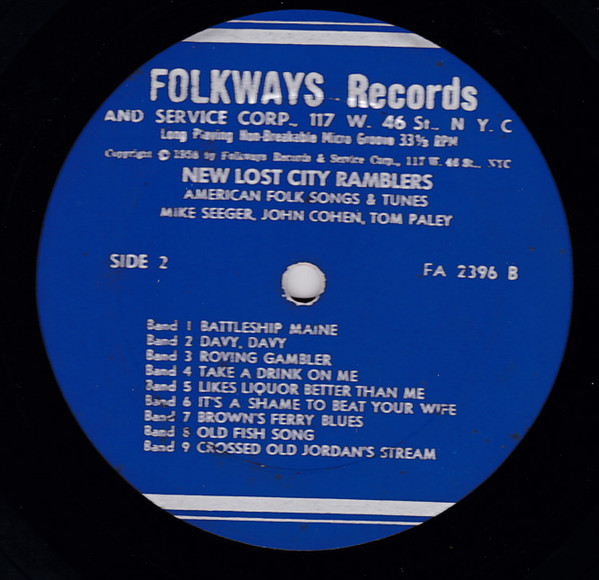 FOLKWAYS Records
AND SERVICE CORP., 117 W. 46 St., N Y. C
Long Playing Non-Breakable Micro Groove 33⅓ RPM
Copyright Ⓟ 1956 by Folkways Records & Service Corp., 117 W. 46 St., NYC
NEW LOST CITY RAMBLERS
AMERICAN FOLK SONGS & TUNES
MIKE SEEGER, JOHN COHEN, TOM PALEY
SIDE 2
FA 2396 B
Band 1 BATTLESHIP MAINE
Band 2 DAVY, DAVY
Band 3 ROVING GAMBLER
Band 4 TAKE A DRINK ON ME
Band 5 LIKES LIQUOR BETTER THAN ME
Band 6 IT'S A SHAME TO BEAT YOUR WIFE
Band 7 BROWN'S FERRY BLUES
Band 8 OLD FISH SONG
Band 9 CROSSED OLD JORDAN'S STREAM